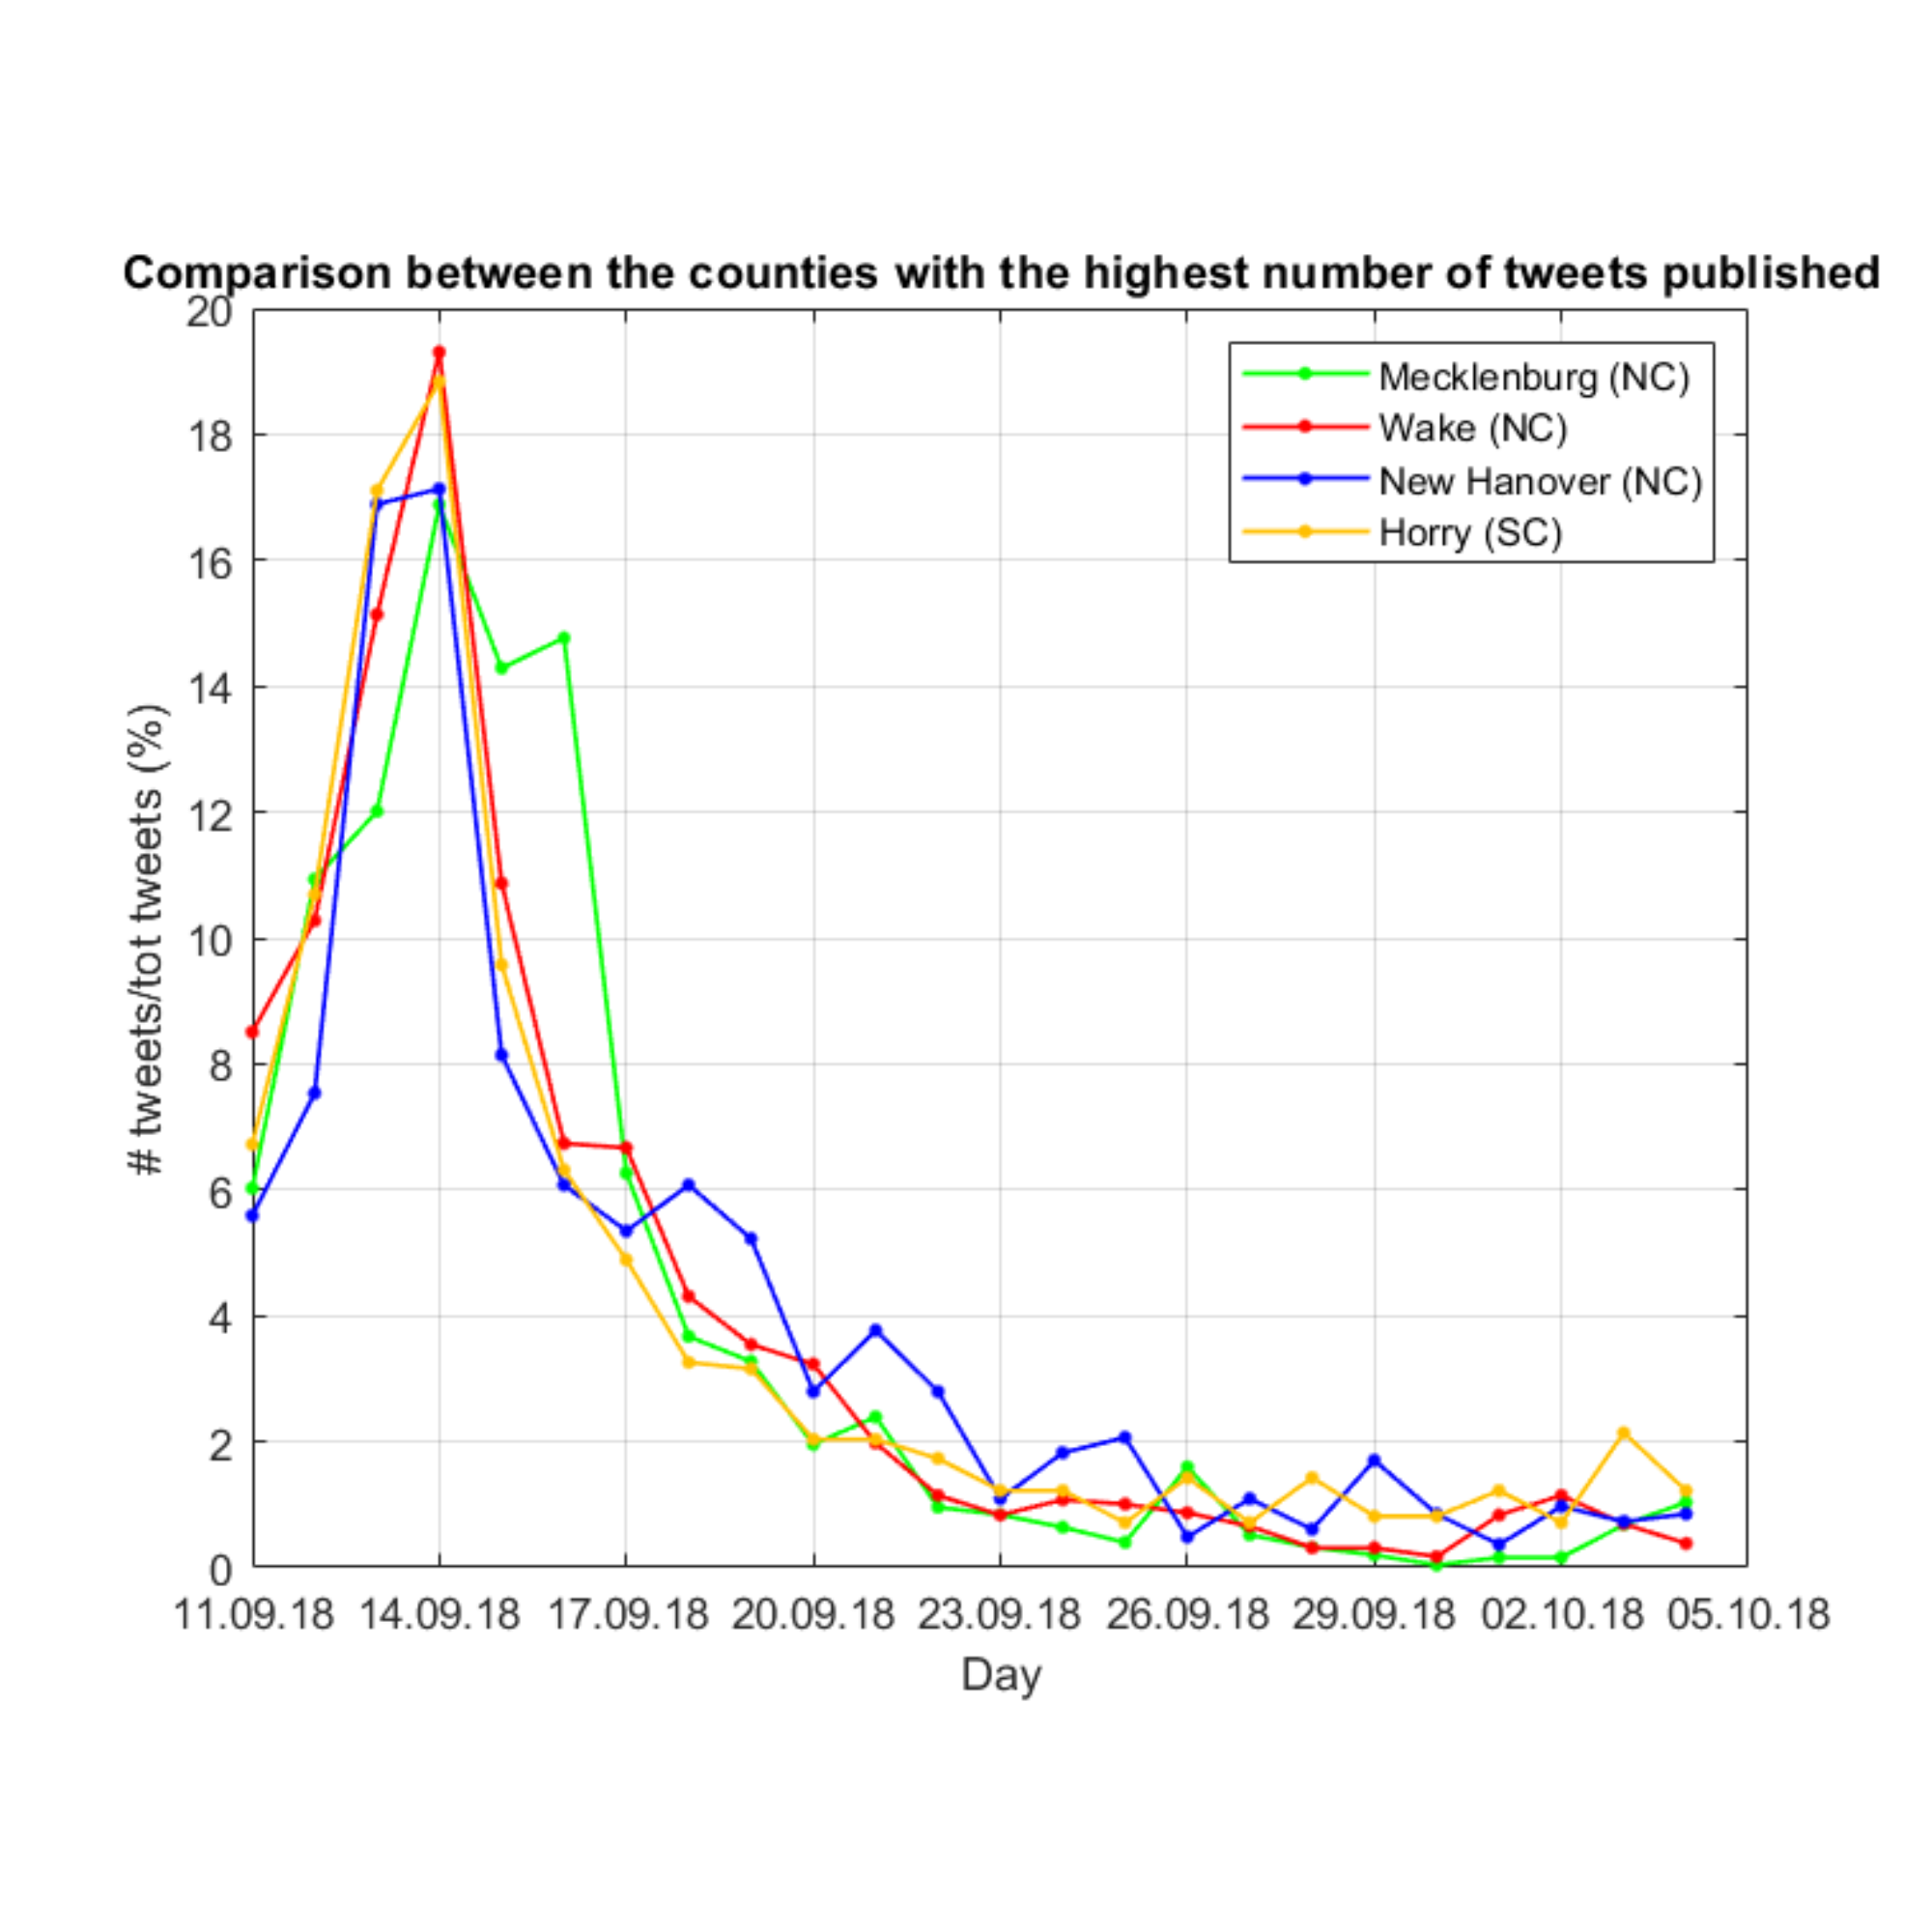 Comparison between the counties with the highest number of tweets published
20
18
16
14
12
10
8
6
4
2
0
# tweets/tot tweets (%)
Mecklenburg (NC)
Wake (NC)
New Hanover (NC)
Horry (SC)
11.09.18 14.09.18 17.09.18 20.09.18 23.09.18 26.09.18 29.09.18 02.10.18 05.10.18
Day